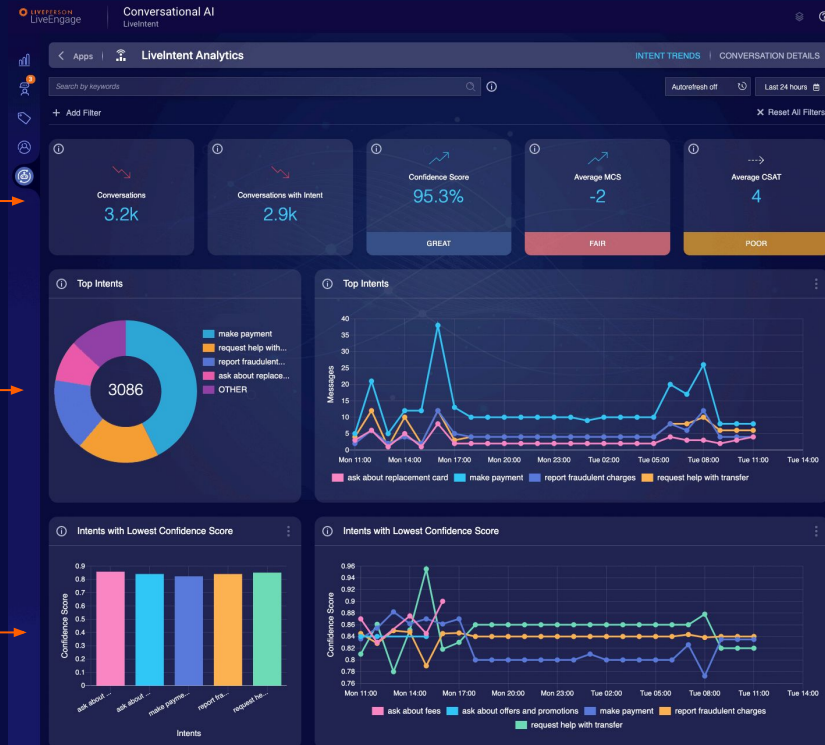 LIVEPERSON
LiveEngage
Conversational AI
LiveIntent
Apps
LiveIntent Analytics
INTENT TRENDS | CONVERSATION DETAILS
3
Search by keywords
Autorefresh off
Last 24 hours
+ Add Filter
X Reset All Filters
Conversations
3.2k
Conversations with Intent
2.9k
Confidence Score
95.3%
GREAT
Average MCS
-2
FAIR
Average CSAT
4
POOR
Top Intents
3086
make payment
request help with...
report fraudulent...
ask about replace...
OTHER
Top Intents
Messages
40
35
30
25
20
15
10
5
0
Mon 11:00 Mon 14:00 Mon 17:00 Mon 20:00 Mon 23:00 Tue 02:00 Tue 05:00 Tue 08:00 Tue 11:00 Tue 14:00
ask about replacement card make payment report fraudulent charges request help with transfer
Intents with Lowest Confidence Score
Confidence Score
0.9
0.8
0.7
0.6
0.5
0.4
0.3
0.2
0.1
0
ask about ... ask about ... make payme... report fra... request he...
Intents
Intents with Lowest Confidence Score
Confidence Score
0.96
0.94
0.92
0.9
0.88
0.86
0.84
0.82
0.8
0.78
0.76
Mon 11:00 Mon 14:00 Mon 17:00 Mon 20:00 Mon 23:00 Tue 02:00 Tue 05:00 Tue 08:00 Tue 11:00 Tue 14:00
ask about fees ask about offers and promotions make payment report fraudulent charges
request help with transfer